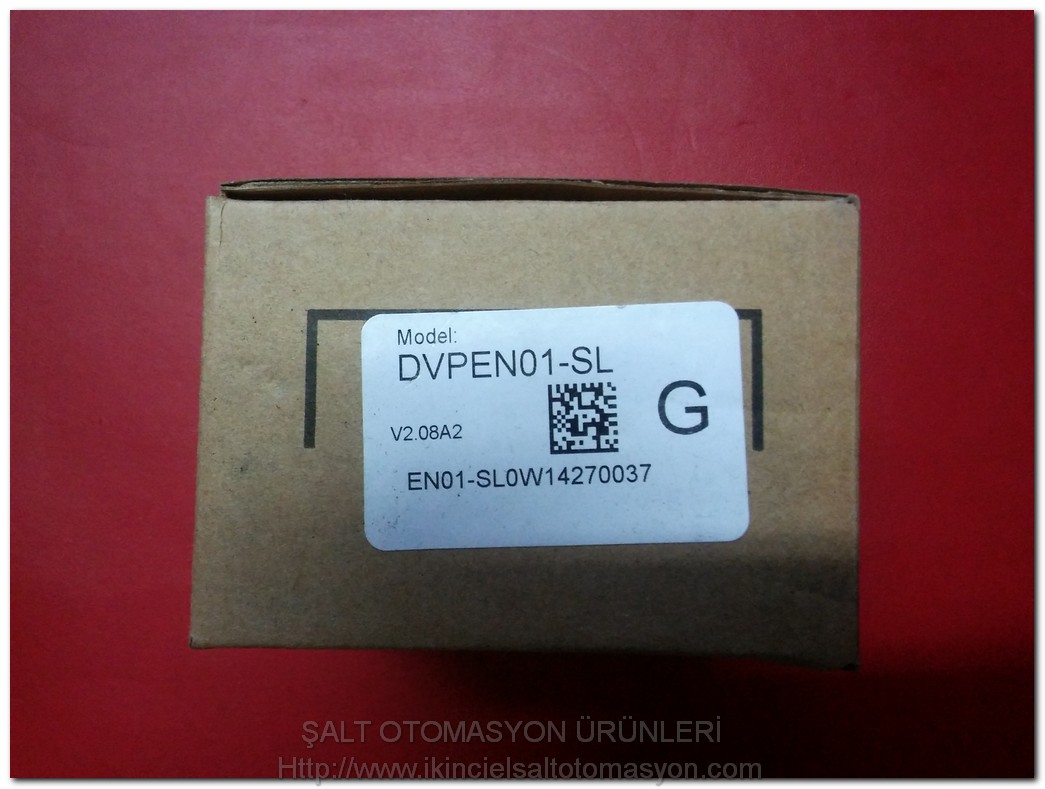 Model:
DVPEN01-SL
G
V2.08A2
EN01-SL0W14270037
ŞALT OTOMASYON ÜRÜNLERİ
Http://www.ikincielsaltotomasyon.com